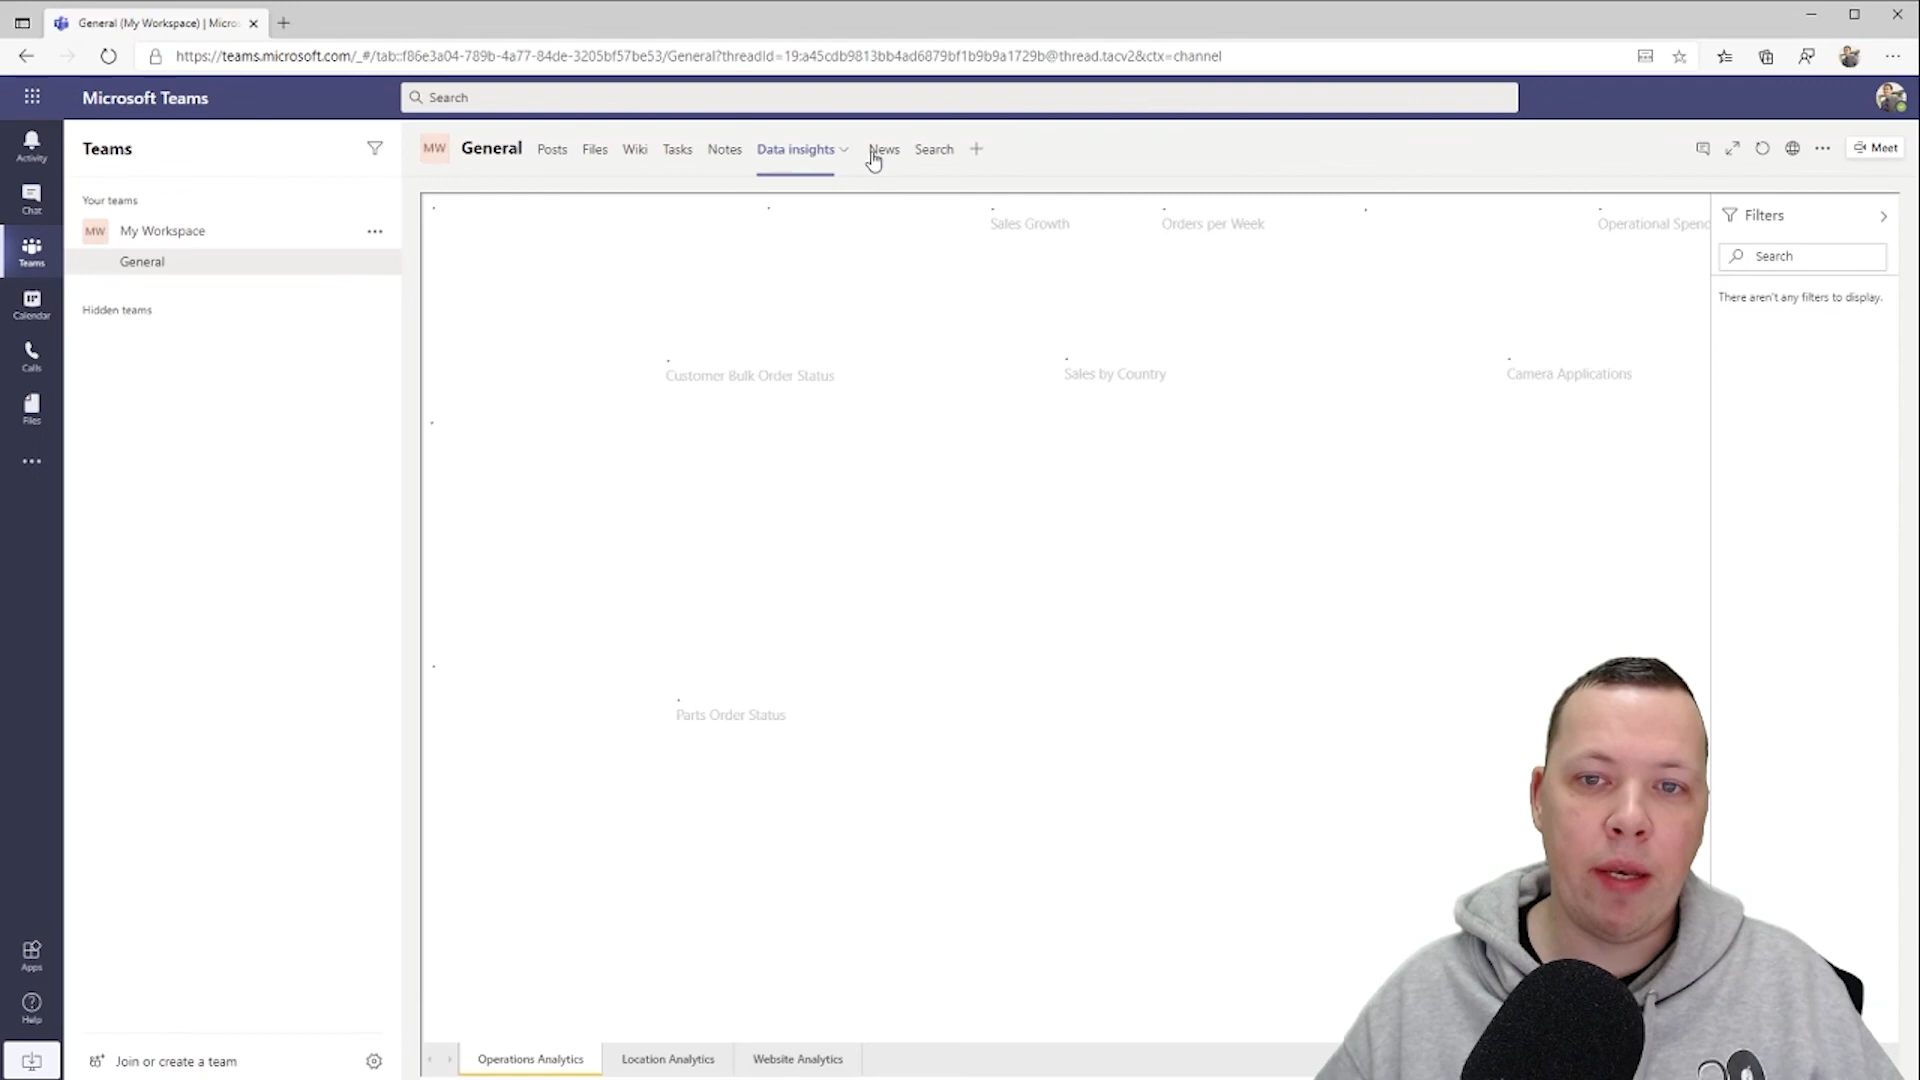 General (My Workspace) | Micro
https://teams.microsoft.com/_#/tab::f86e3a04-789b-4a77-84de-3205bf57be53/General?threadId=19:a45cdb9813bb4ad6879bf1b9b9a1729b@thread.tacv2&ctx=channel
Microsoft Teams
Search
Activity
Chat
Teams
Calendar
Calls
Files
Apps
Help
Teams
Your teams
MW My Workspace
General
Hidden teams
Join or create a team
MW General Posts Files Wiki Tasks Notes Data insights News Search
Meet
Sales Growth
Orders per Week
Operational Spend
Customer Bulk Order Status
Sales by Country
Camera Applications
Parts Order Status
Filters
Search
There aren't any filters to display.
Operations Analytics
Location Analytics
Website Analytics